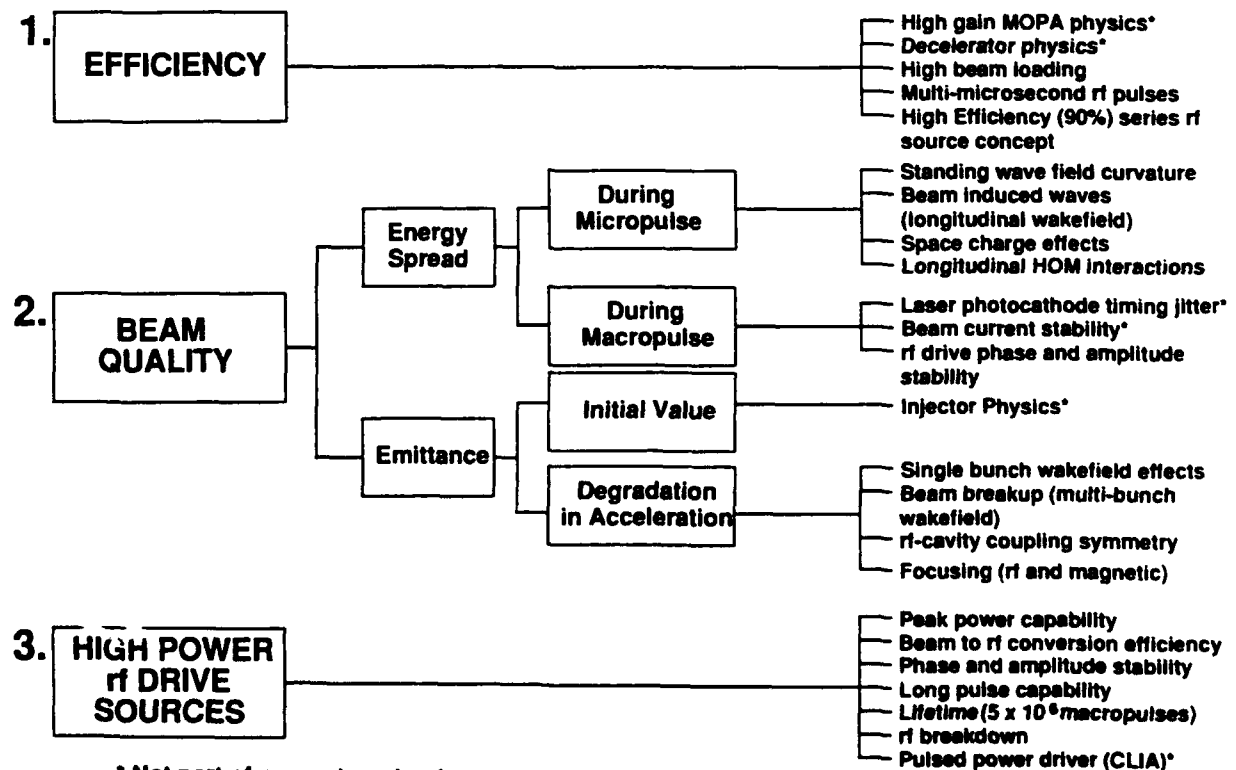 1.
EFFICIENCY
High gain MOPA physics*
Decelerator physics*
High beam loading
Multi-microsecond rf pulses
High Efficiency (90%) series rf
source concept
2.
BEAM
QUALITY
Energy
Spread
During
Micropulse
Standing wave field curvature
Beam induced waves
(longitudinal wakefield)
Space charge effects
Longitudinal HOM interactions
During
Macropulse
Laser photocathode timing jitter*
Beam current stability*
rf drive phase and amplitude
stability
Emittance
Initial Value
Injector Physics*
Degradation
in Acceleration
Single bunch wakefield effects
Beam breakup (multi-bunch
wakefield)
rf-cavity coupling symmetry
Focusing (rf and magnetic)
3.
HIGH POWER
rf DRIVE
SOURCES
Peak power capability
Beam to rf conversion efficiency
Phase and amplitude stability
Long pulse capability
Lifetime (5 x 10 macropulses)
rf breakdown
Pulsed power driver (CLIA)*
* Not part of